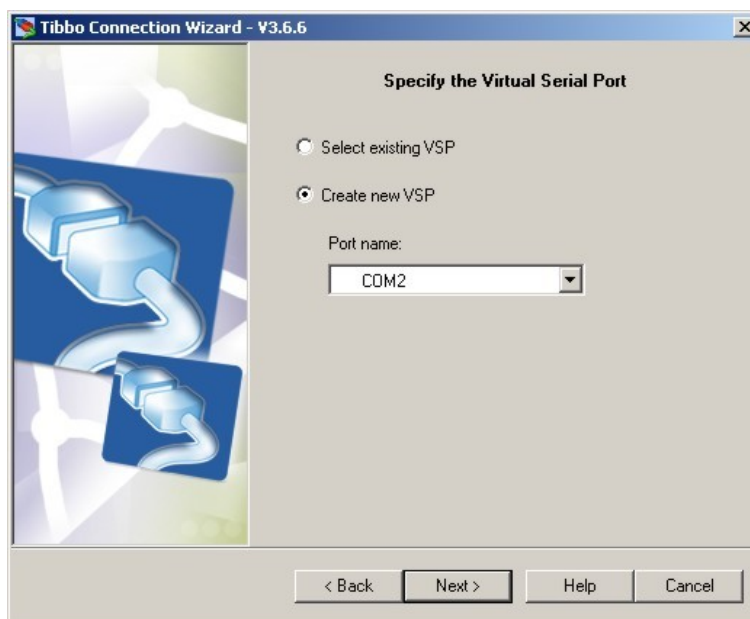 Tibbo Connection Wizard - V3.6.6
Specify the Virtual Serial Port
Select existing VSP
Create new VSP
Port name:
COM2
< Back Next > Help Cancel